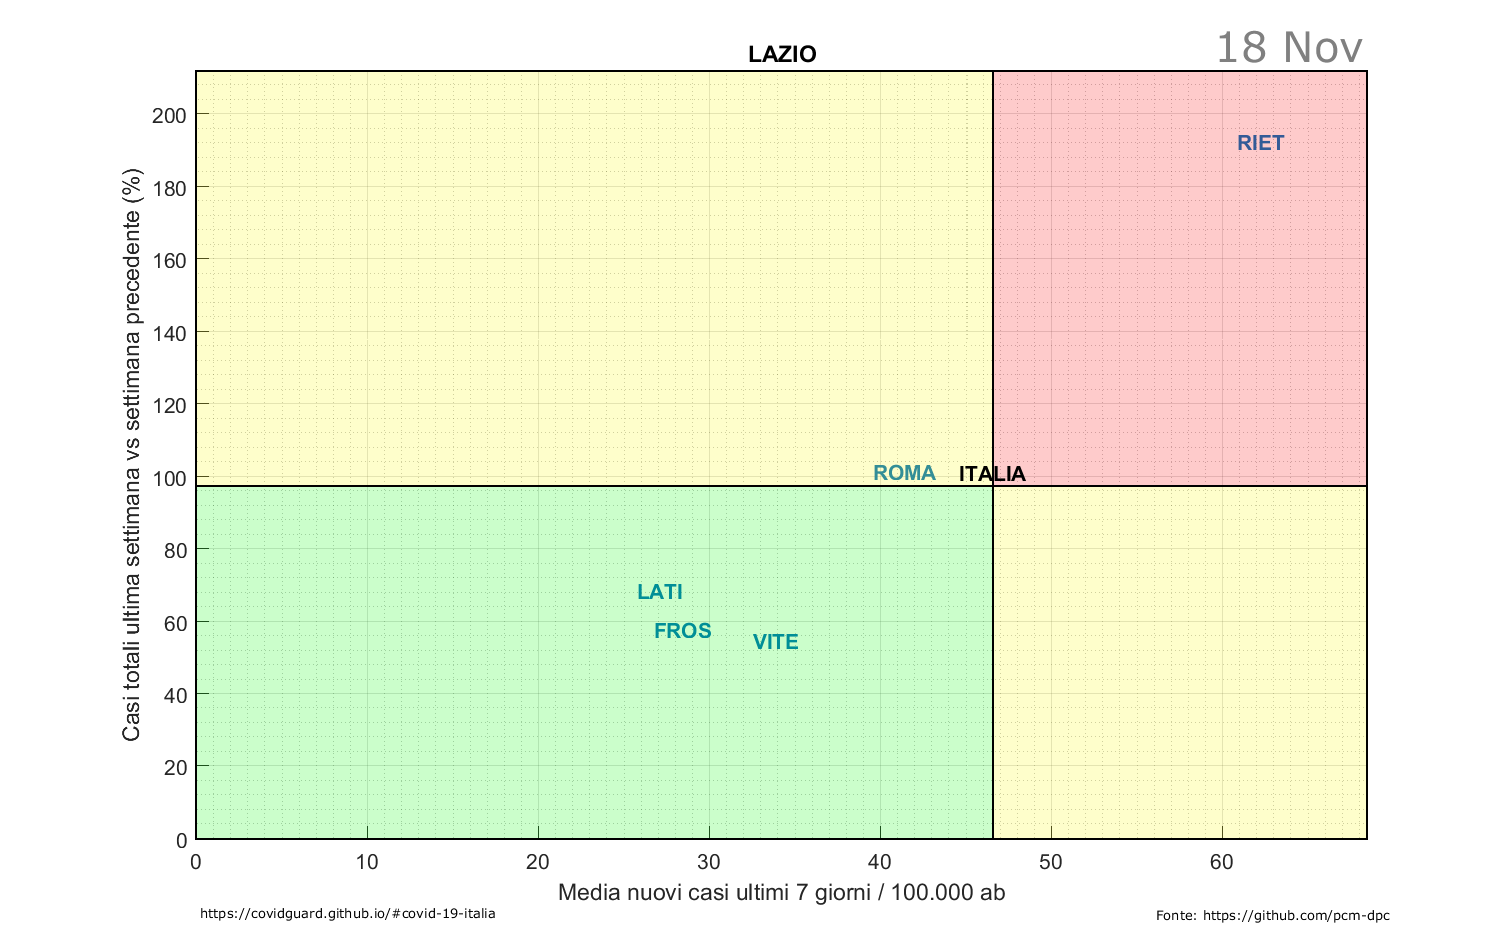 18 Nov
LAZIO
Casi totali ultima settimana vs settimana precedente (%)
200
180
160
140
120
100
80
60
40
20
0
RIET
ROMA
ITALIA
LATI
FROS
VITE
0 10 20 30 40 50 60
Media nuovi casi ultimi 7 giorni / 100.000 ab
https://covidguard.github.io/#covid-19-italia
Fonte: https://github.com/pcm-dpc